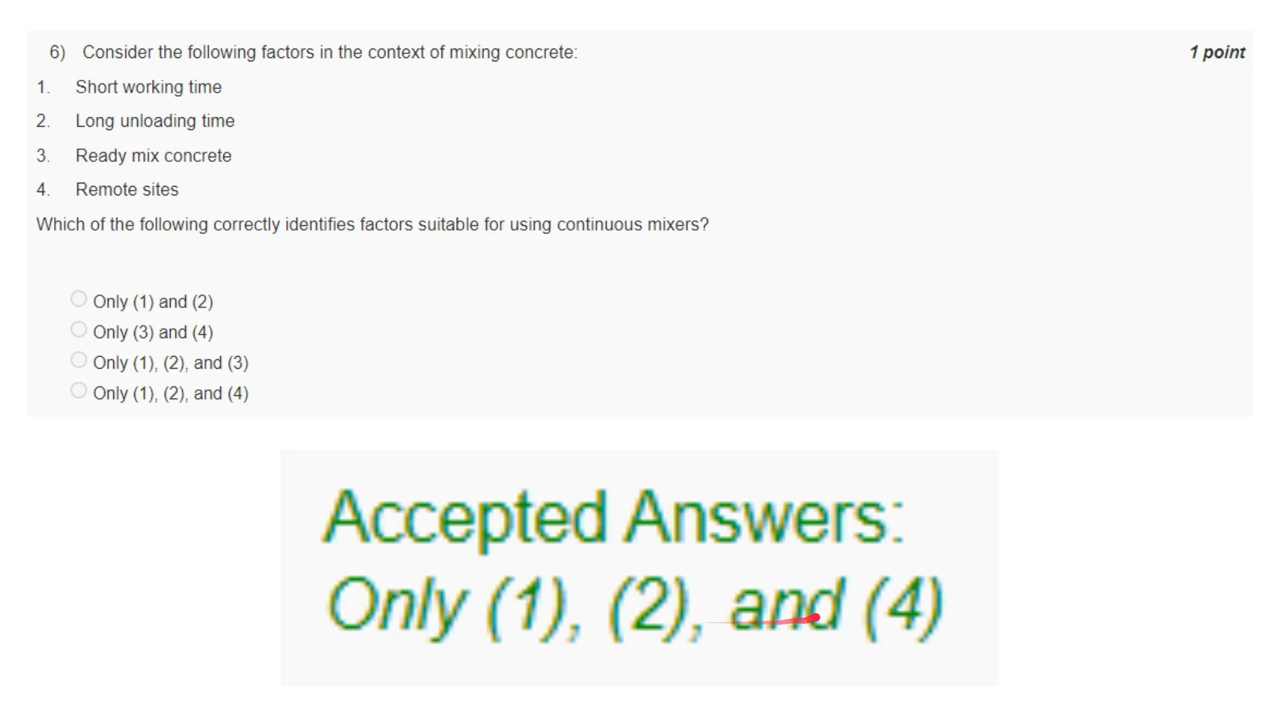 6) Consider the following factors in the context of mixing concrete: 1 point
1. Short working time
2. Long unloading time
3. Ready mix concrete
4. Remote sites
Which of the following correctly identifies factors suitable for using continuous mixers?
Only (1) and (2)
Only (3) and (4)
Only (1), (2), and (3)
Only (1), (2), and (4)
Accepted Answers:
Only (1), (2), and (4)